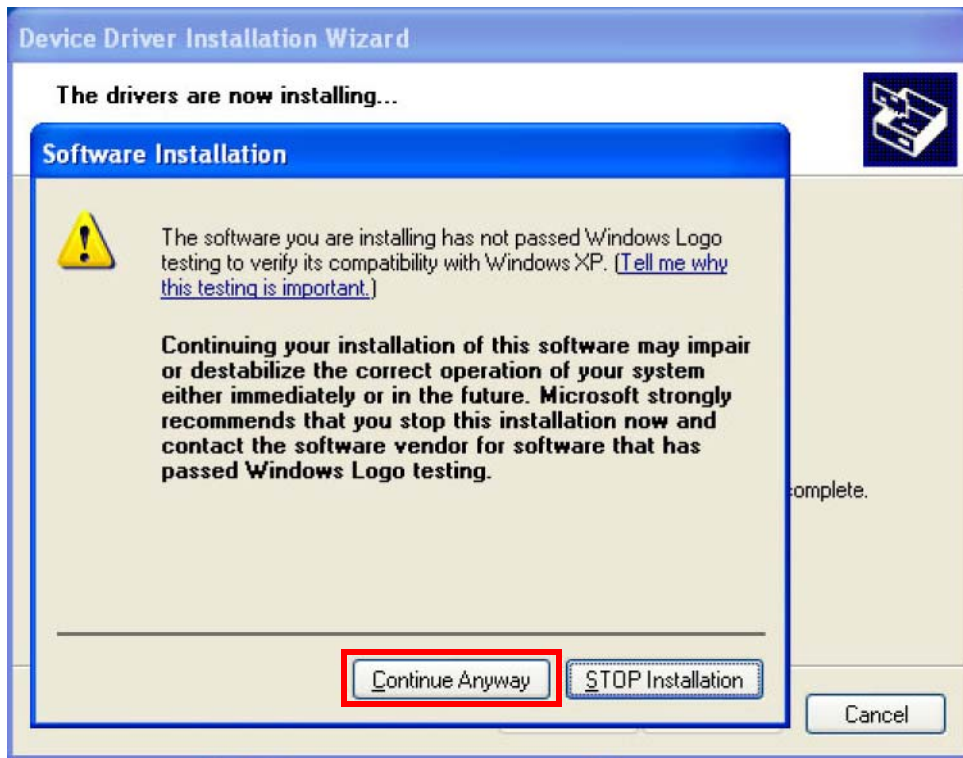 Device Driver Installation Wizard
The drivers are now installing...
Software Installation
The software you are installing has not passed Windows Logo
testing to verify its compatibility with Windows XP. (Tell me why
this testing is important.)
Continuing your installation of this software may impair
or destabilize the correct operation of your system
either immediately or in the future. Microsoft strongly
recommends that you stop this installation now and
contact the software vendor for software that has
passed Windows Logo testing.
complete.
Continue Anyway
STOP Installation
Cancel